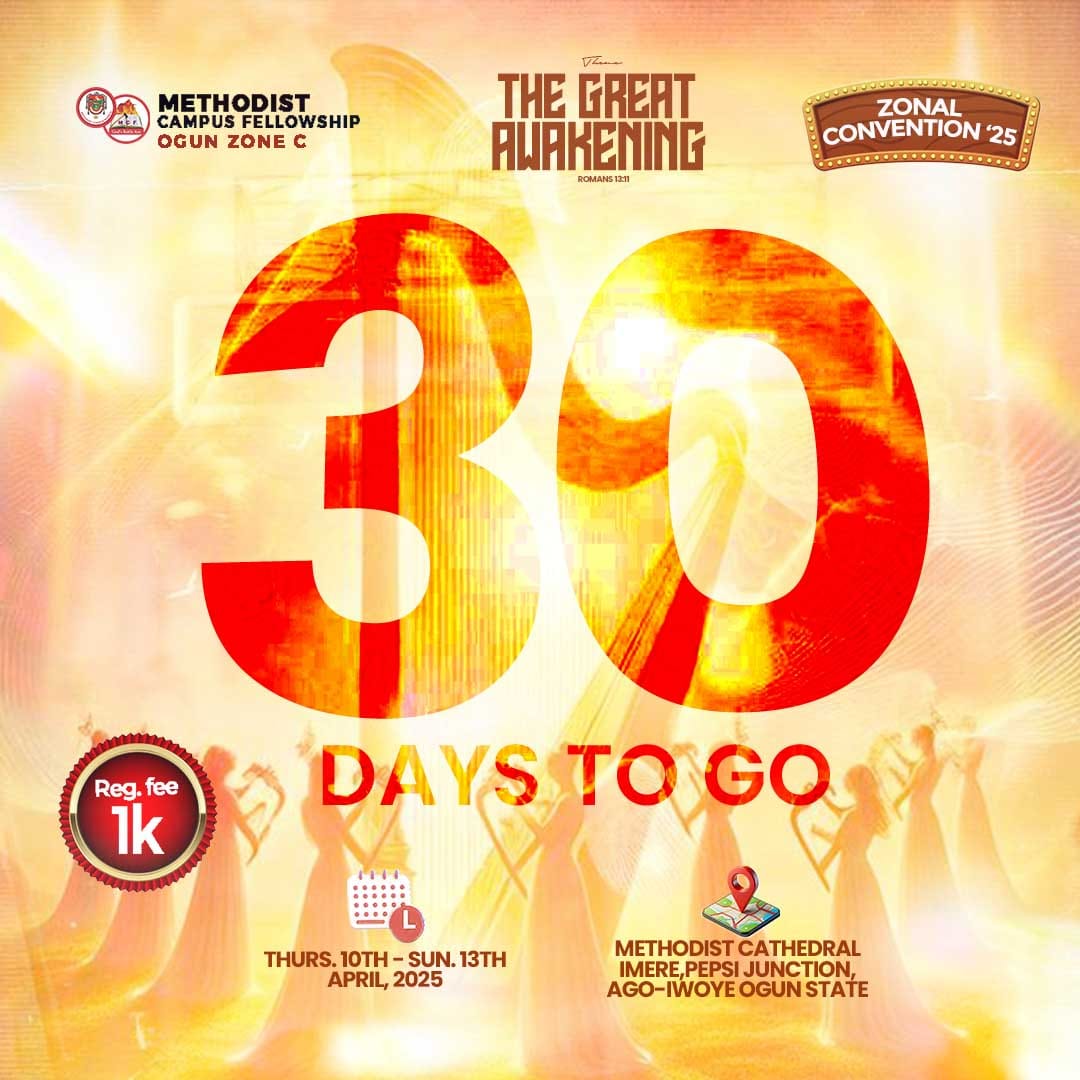 METHODIST
CAMPUS FELLOWSHIP
OGUN ZONE C
Theme
THE GREAT
AWAKENING
ROMANS 13:11
ZONAL
CONVENTION ‘25
30
DAYS TO GO
Reg. fee
1k
L
THURS. 10TH - SUN. 13TH
APRIL, 2025
METHODIST CATHEDRAL
IMERE,PEPSI JUNCTION,
AGO-IWOYE OGUN STATE